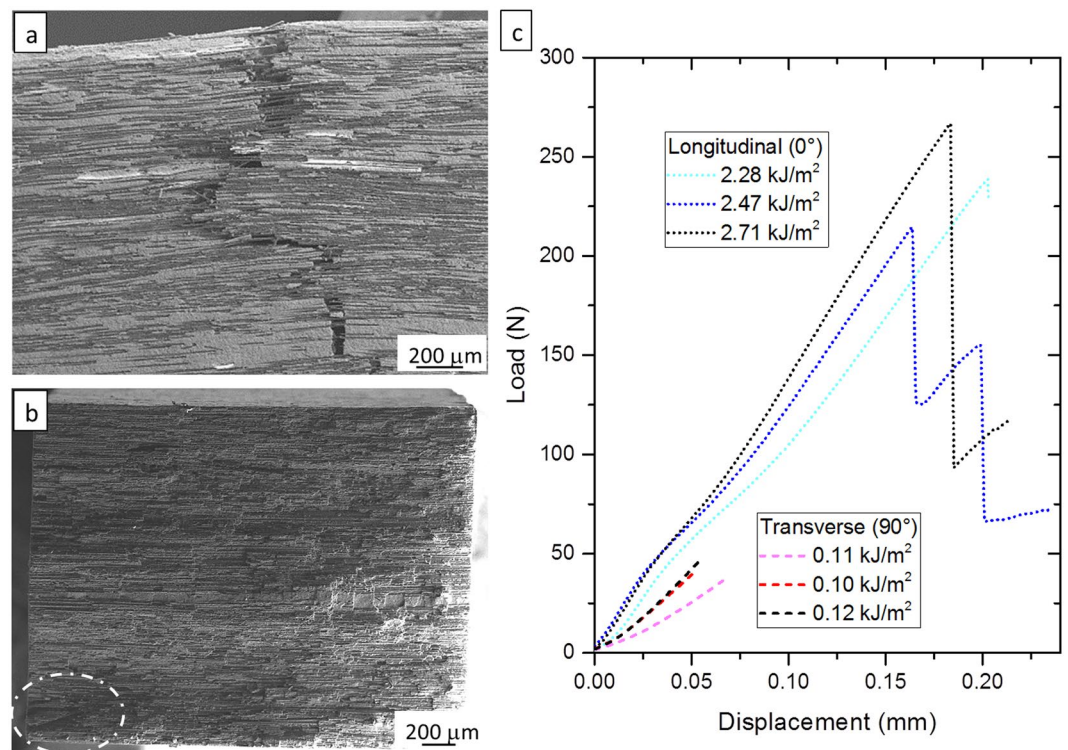 a
200 µm
b
200 µm
c
300
250
200
150
100
50
0
Load (N)
Longitudinal (0°)
2.28 kJ/m²
2.47 kJ/m²
2.71 kJ/m²
Transverse (90°)
0.11 kJ/m²
0.10 kJ/m²
0.12 kJ/m²
0.00 0.05 0.10 0.15 0.20
Displacement (mm)